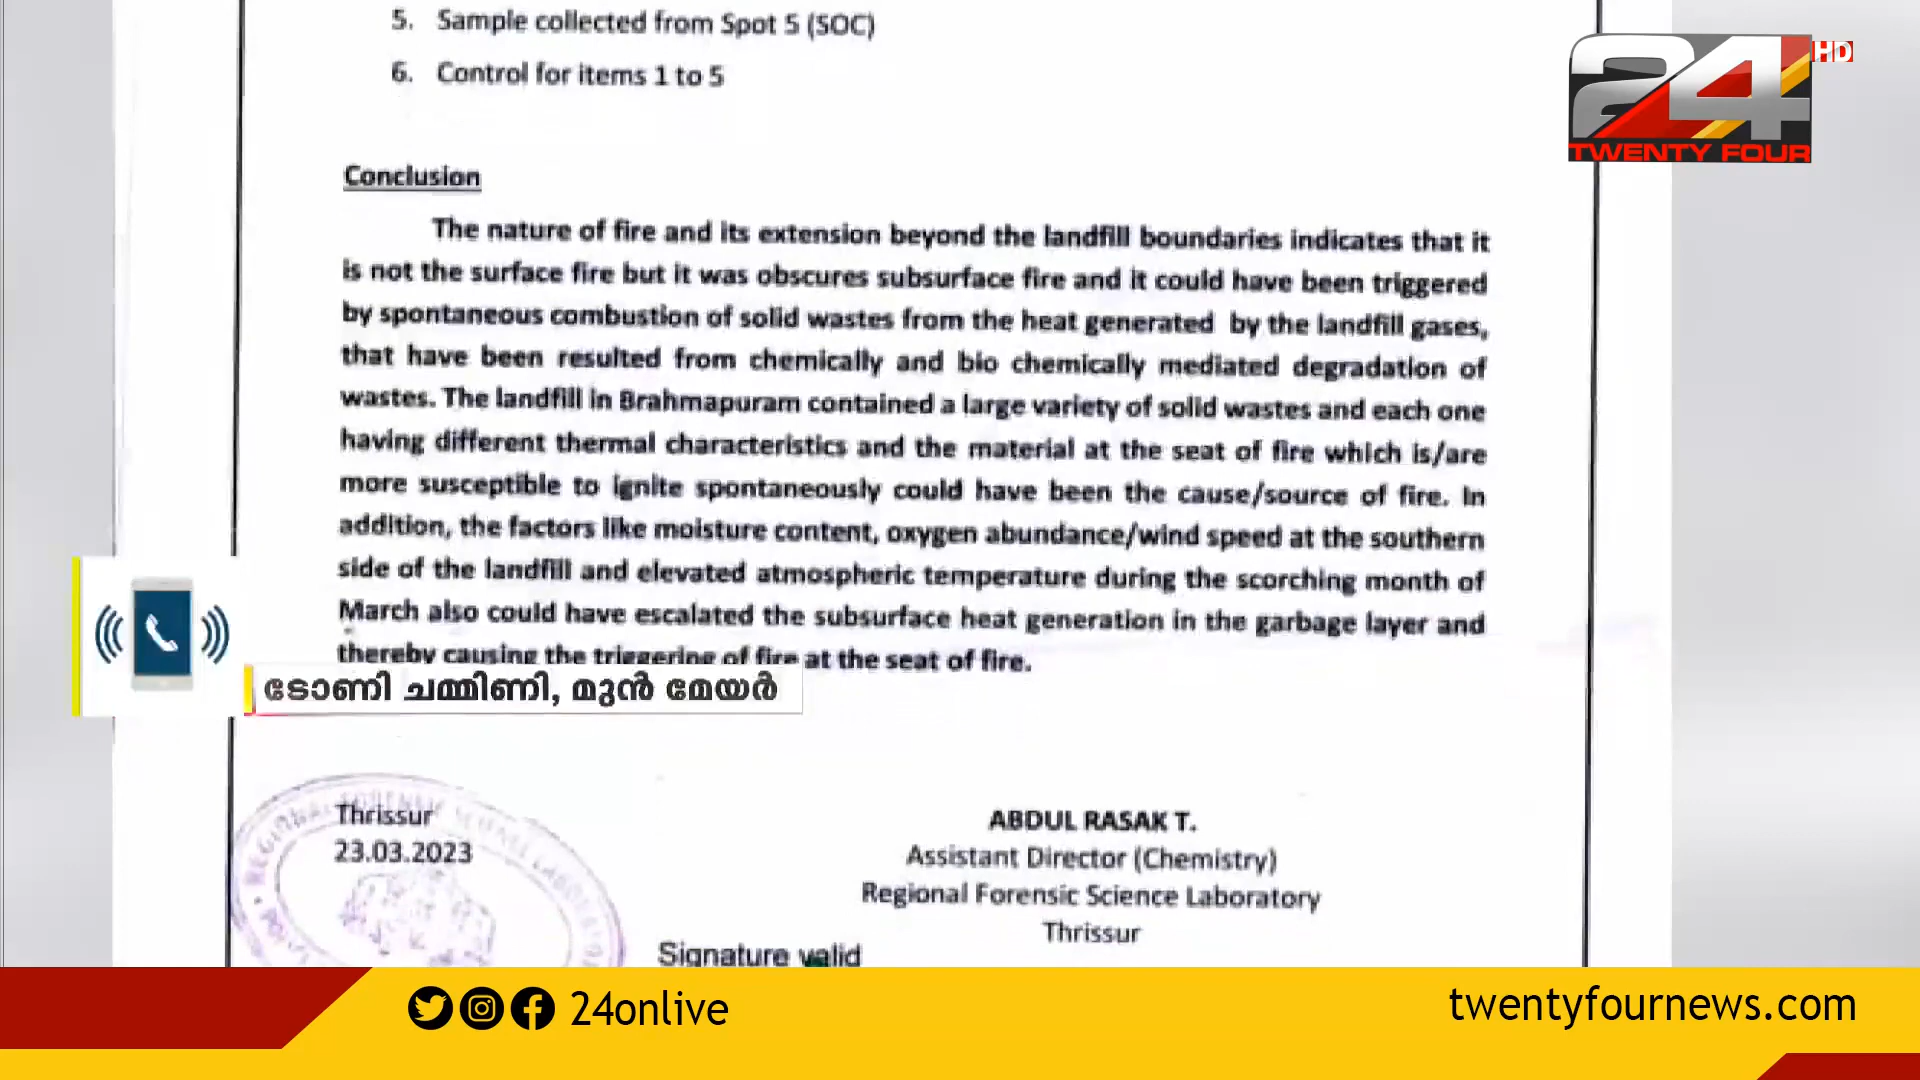 5. Sample collected from Spot 5 (SOC)
6. Control for items 1 to 5
24
HD
TWENTY FOUR
Conclusion
The nature of fire and its extension beyond the landfill boundaries indicates that it
is not the surface fire but it was obscures subsurface fire and it could have been triggered
by spontaneous combustion of solid wastes from the heat generated by the landfill gases,
that have been resulted from chemically and bio chemically mediated degradation of
wastes. The landfill in Brahmapuram contained a large variety of solid wastes and each one
having different thermal characteristics and the material at the seat of fire which is/are
more susceptible to ignite spontaneously could have been the cause/source of fire. In
addition, the factors like moisture content, oxygen abundance/wind speed at the southern
side of the landfill and elevated atmospheric temperature during the scorching month of
March also could have escalated the subsurface heat generation in the garbage layer and
thereby causing the triggering of fire at the seat of fire.
ടോണി ചമ്മിണി, മുൻ മേയർ
REGIONAL FORENSIC SCIENCE LABORATORY
Thrissur
23.03.2023
ABDUL RASAK T.
Assistant Director (Chemistry)
Regional Forensic Science Laboratory
Thrissur
Signature valid
24onlive
twentyfournews.com